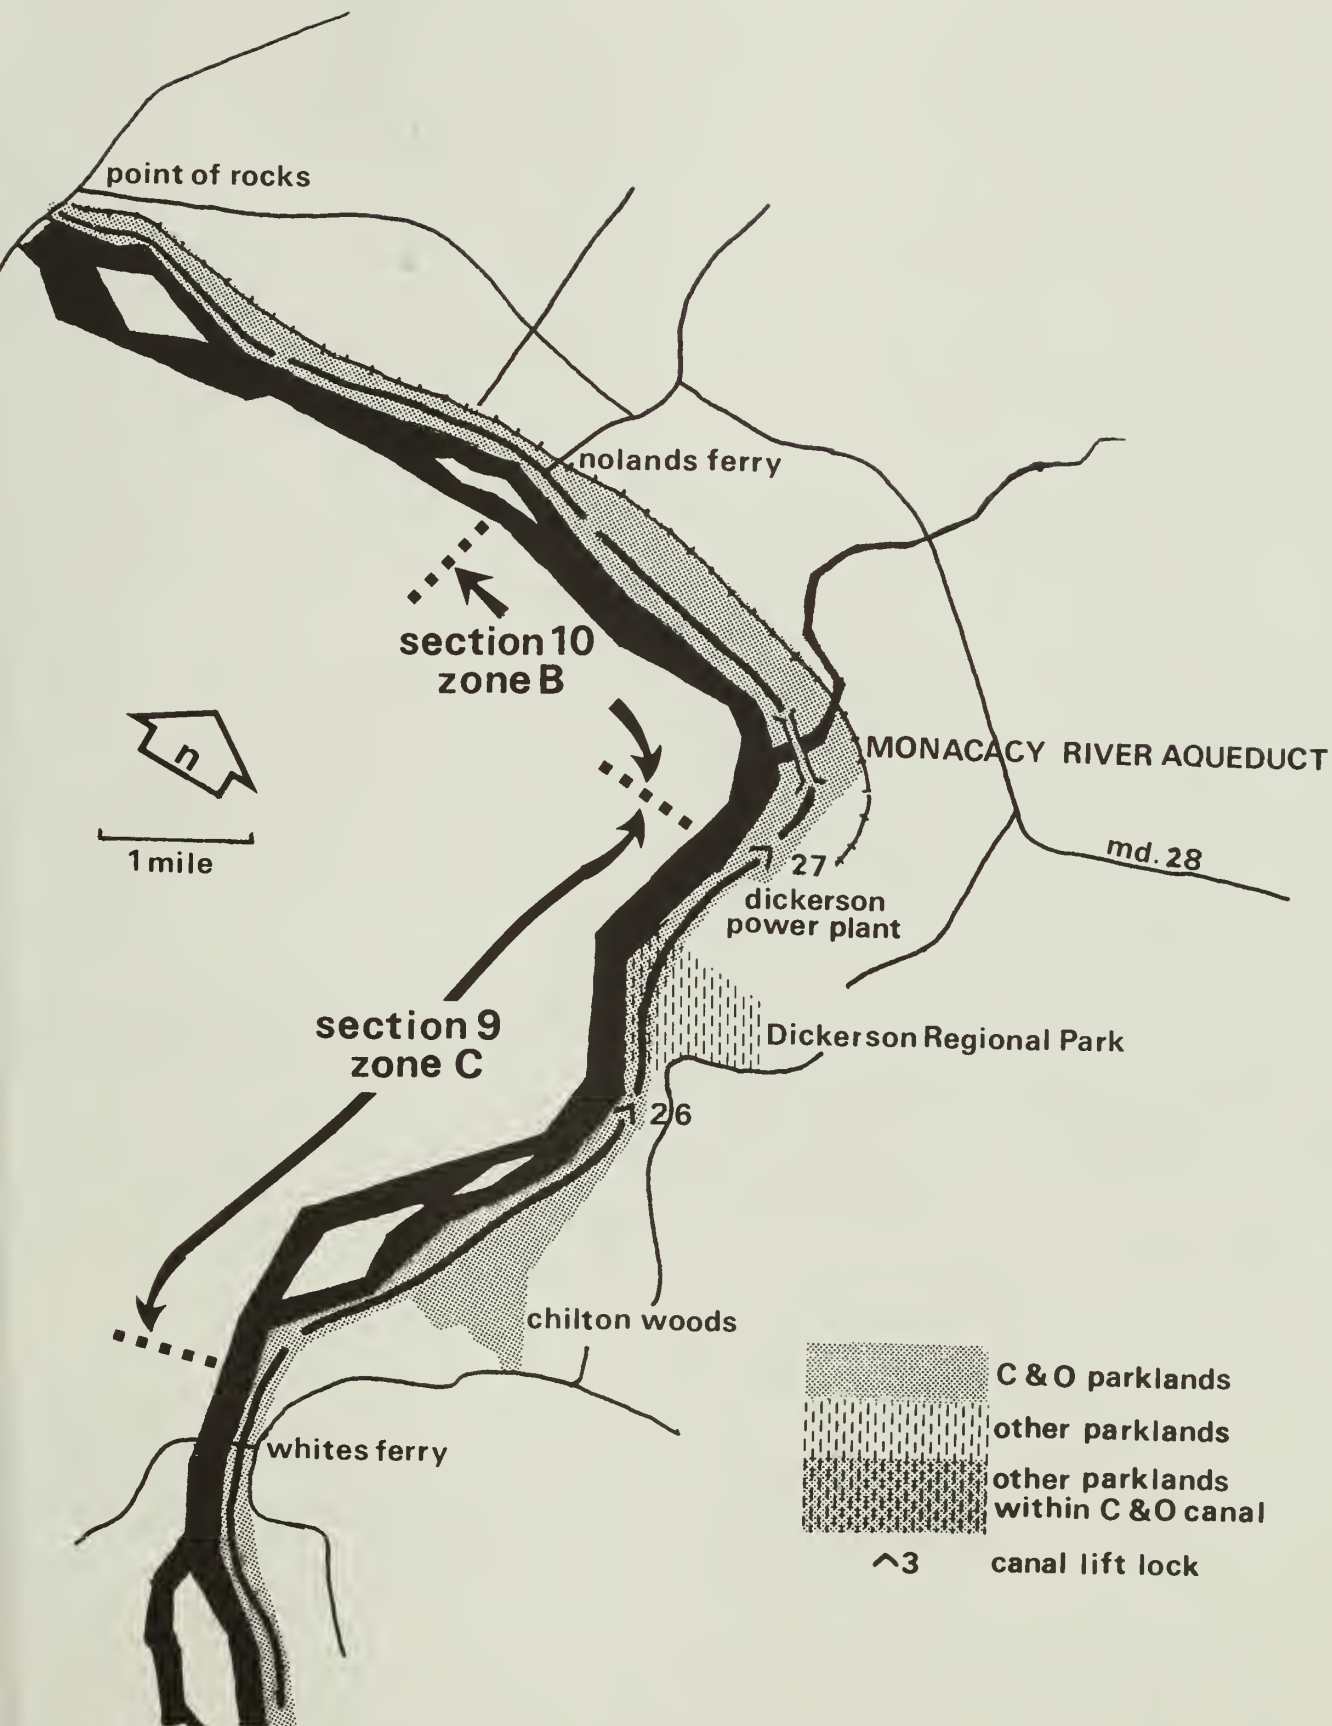 point of rocks
nolands ferry
section 10
zone B
n
MONACACY RIVER AQUEDUCT
1 mile
md. 28
27
dickerson
power plant
section 9
zone C
Dickerson Regional Park
26
chilton woods
whites ferry
C & O parklands
other parklands
other parklands
within C & O canal
^3 canal lift lock